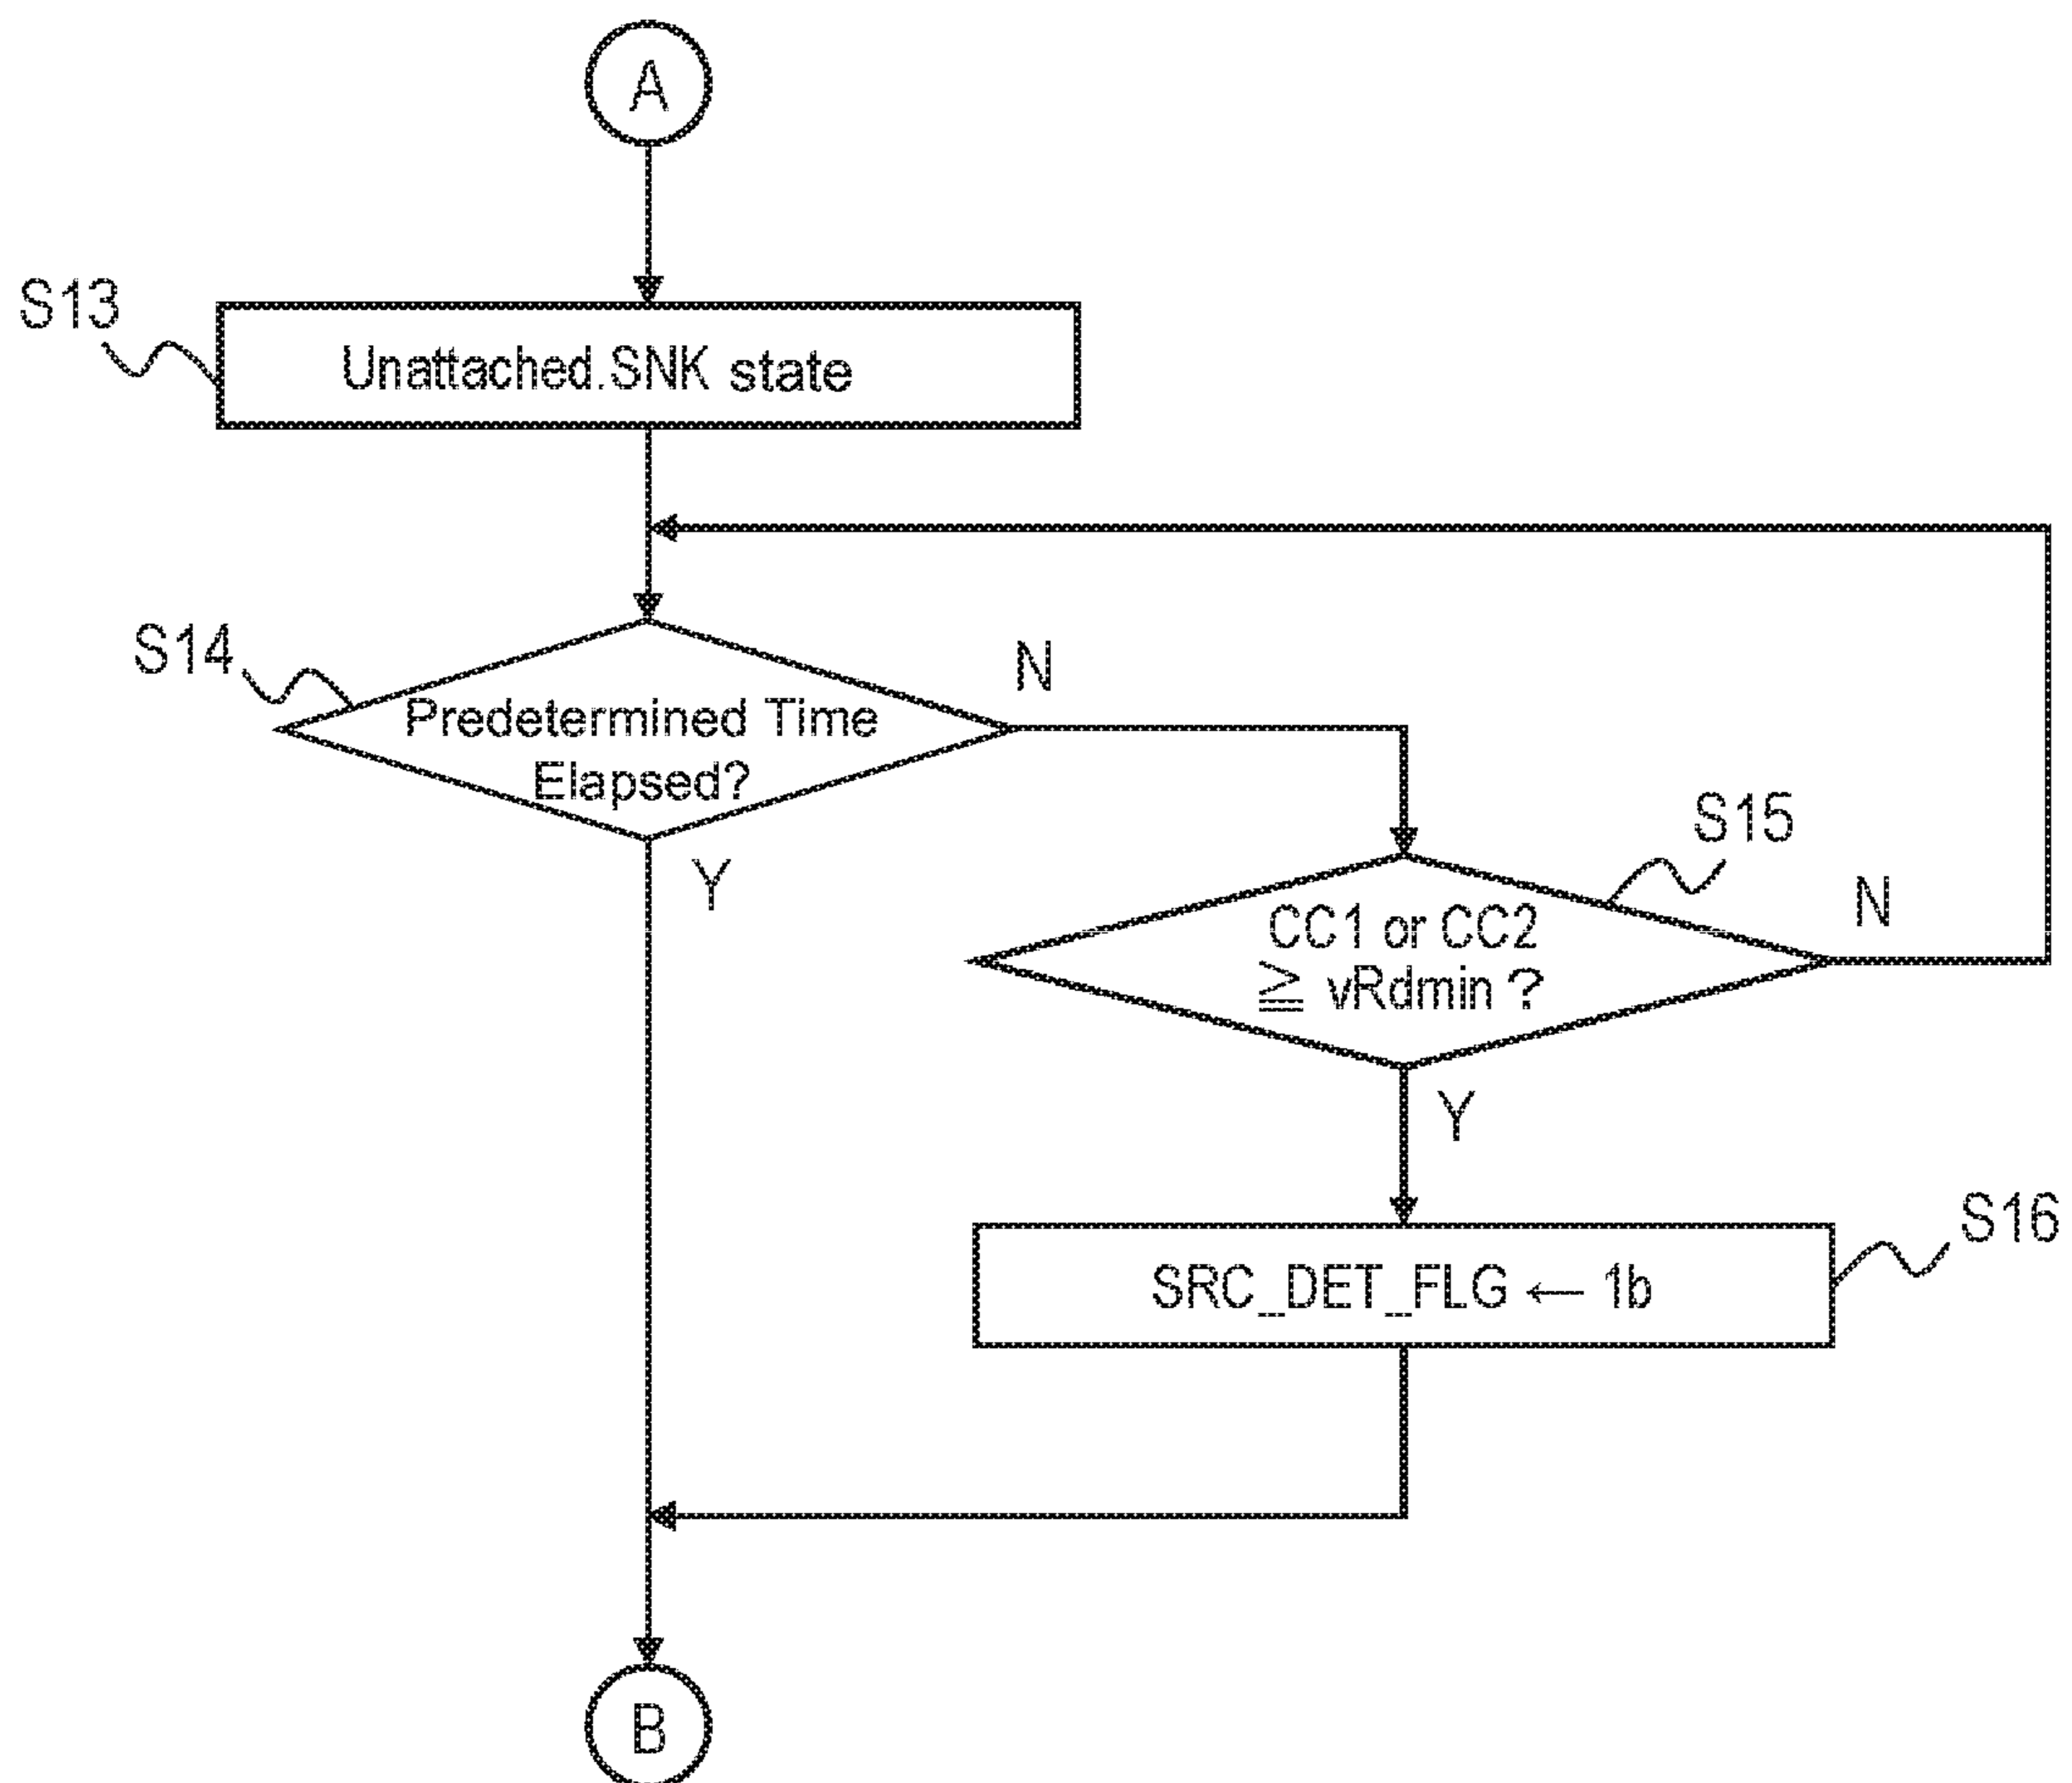 A
S13
Unattached.SNK state
S14
Predetermined Time
Elapsed?
N
Y
S15
CC1 or CC2
≧ vRdmin ?
N
Y
S16
SRC_DET_FLG ← 1b
B